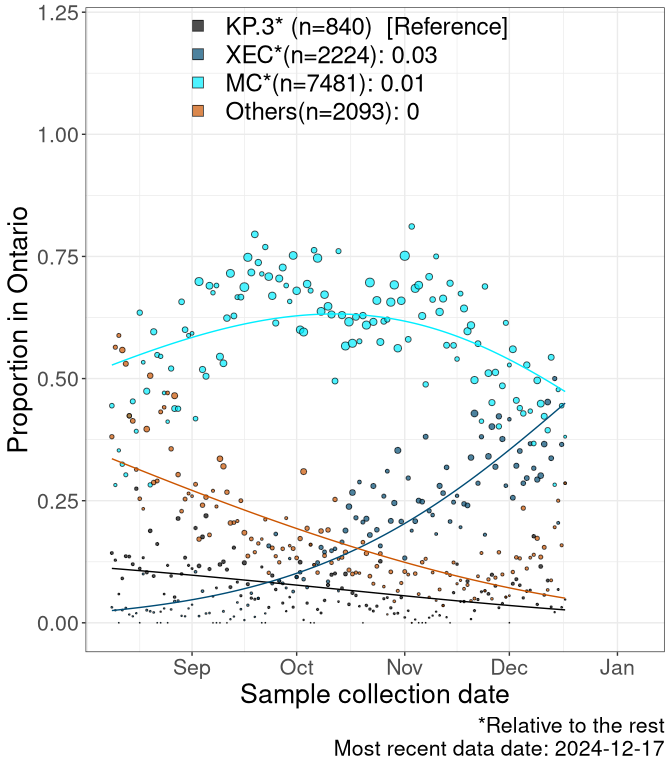 KP.3* (n=840)  [Reference]
XEC*(n=2224): 0.03
MC*(n=7481): 0.01
Others(n=2093): 0
1.25
1.00
0.75
0.50
0.25
0.00
Proportion in Ontario
Sep Oct Nov Dec Jan
Sample collection date
*Relative to the rest
Most recent data date: 2024-12-17